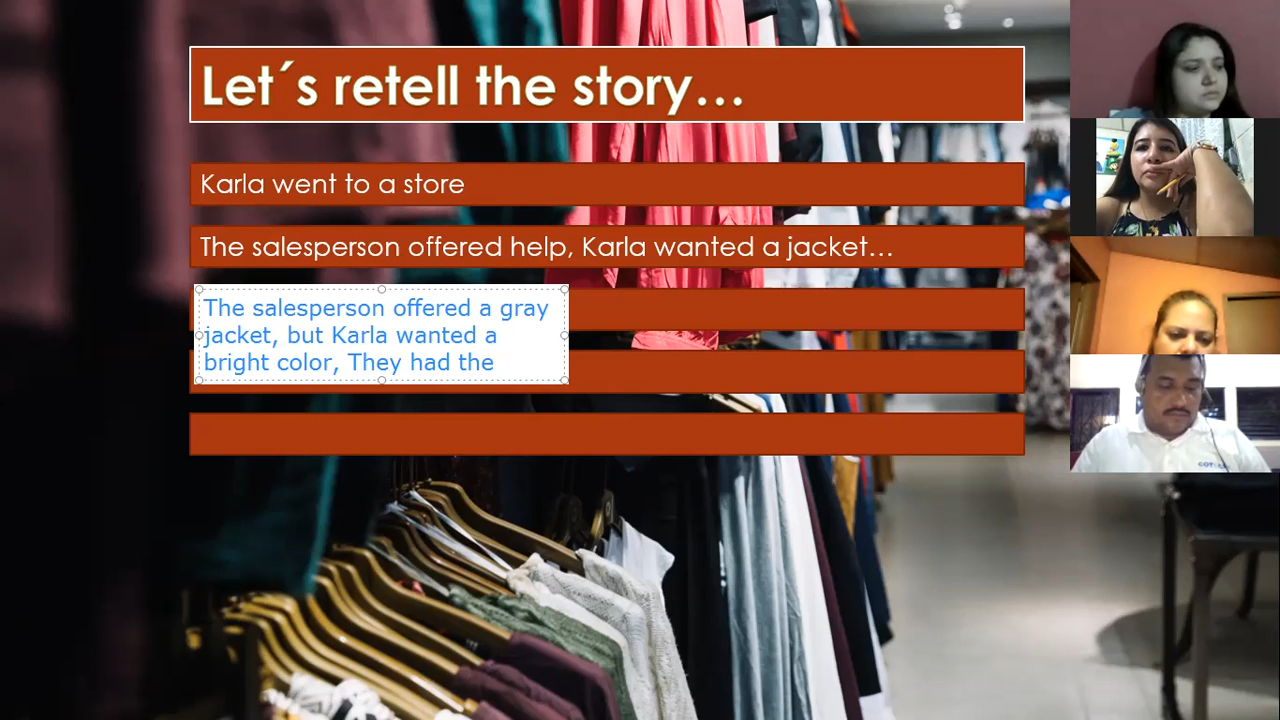 Let´s retell the story…
Karla went to a store
The salesperson offered help, Karla wanted a jacket…
The salesperson offered a gray
jacket, but Karla wanted a
bright color, They had the